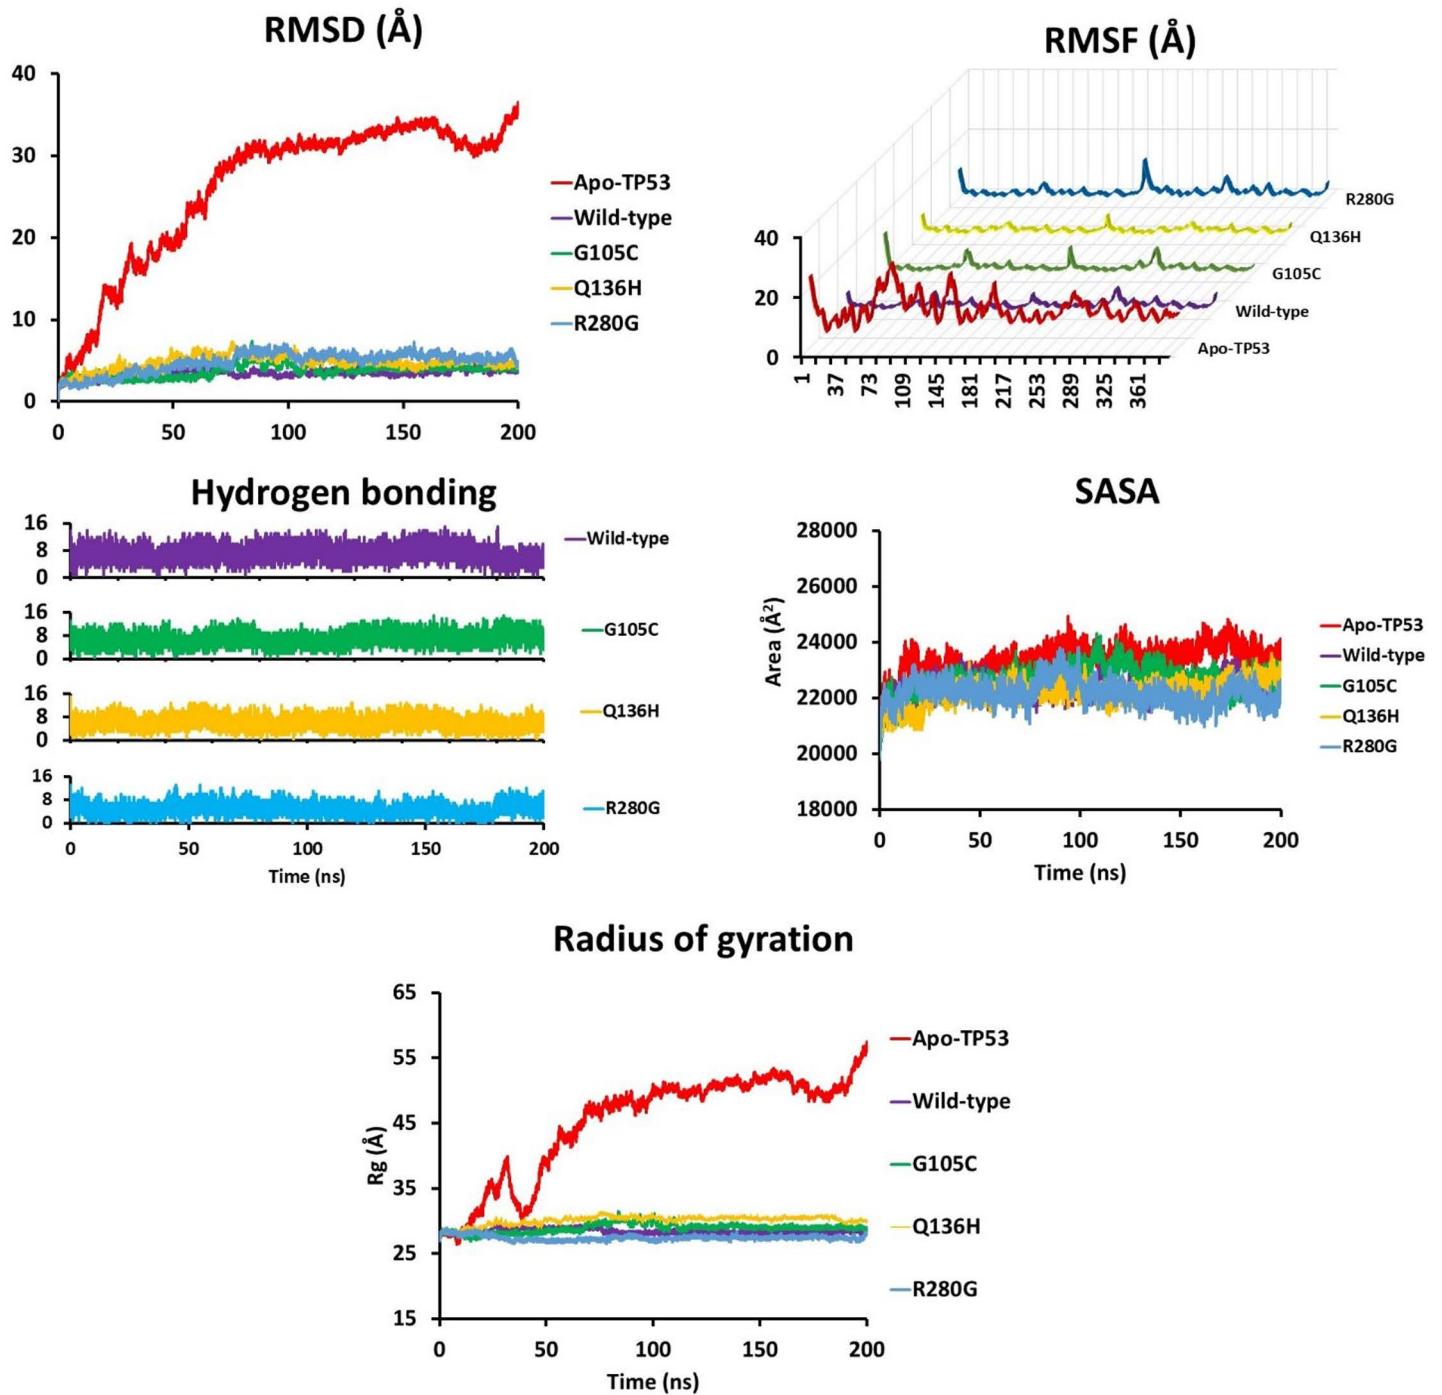 RMSD (Å)
40
30
20
10
0
0 50 100 150 200
Apo-TP53
Wild-type
G105C
Q136H
R280G
RMSF (Å)
40
20
0
1 37 73 109 145 181 217 253 289 325 361
R280G
Q136H
G105C
Wild-type
Apo-TP53
Hydrogen bonding
16
8
0
Wild-type
16
8
0
G105C
16
8
0
Q136H
16
8
0
R280G
0 50 100 150 200
Time (ns)
SASA
Area (Å²)
28000
26000
24000
22000
20000
18000
0 50 100 150 200
Time (ns)
Apo-TP53
Wild-type
G105C
Q136H
R280G
Radius of gyration
Rg (Å)
65
55
45
35
25
15
0 50 100 150 200
Time (ns)
Apo-TP53
Wild-type
G105C
Q136H
R280G